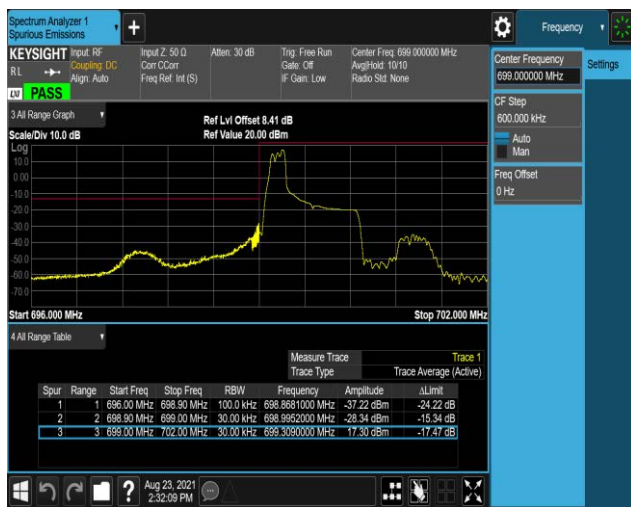 Spectrum Analyzer 1
Spurious Emissions
Frequency
KEYSIGHT Input: RF Input Z: 50 Ω Atten: 30 dB Trig: Free Run Center Freq: 699.000000 MHz
RL Coupling: DC Corr CCorr Gate: Off Avg|Hold: 10/10
Align: Auto Freq Ref: Int (S) IF Gain: Low Radio Std: None
LXI PASS
Center Frequency
699.000000 MHz
Settings
CF Step
600.000 kHz
Auto
Man
Freq Offset
0 Hz
3 All Range Graph
Ref Lvl Offset 8.41 dB
Scale/Div 10.0 dB Ref Value 20.00 dBm
Log
10.0
0.00
-10.0
-20.0
-30.0
-40.0
-50.0
-60.0
-70.0
Start 696.000 MHz Stop 702.000 MHz
4 All Range Table
Measure Trace Trace 1
Trace Type Trace Average (Active)
Spur Range Start Freq Stop Freq RBW Frequency Amplitude ΔLimit
1 1 696.00 MHz 698.90 MHz 100.0 kHz 698.8681000 MHz -37.22 dBm -24.22 dB
2 2 698.90 MHz 699.00 MHz 30.00 kHz 698.9952000 MHz -28.34 dBm -15.34 dB
3 3 699.00 MHz 702.00 MHz 30.00 kHz 699.3090000 MHz 17.30 dBm -17.47 dB
? Aug 23, 2021
2:32:09 PM